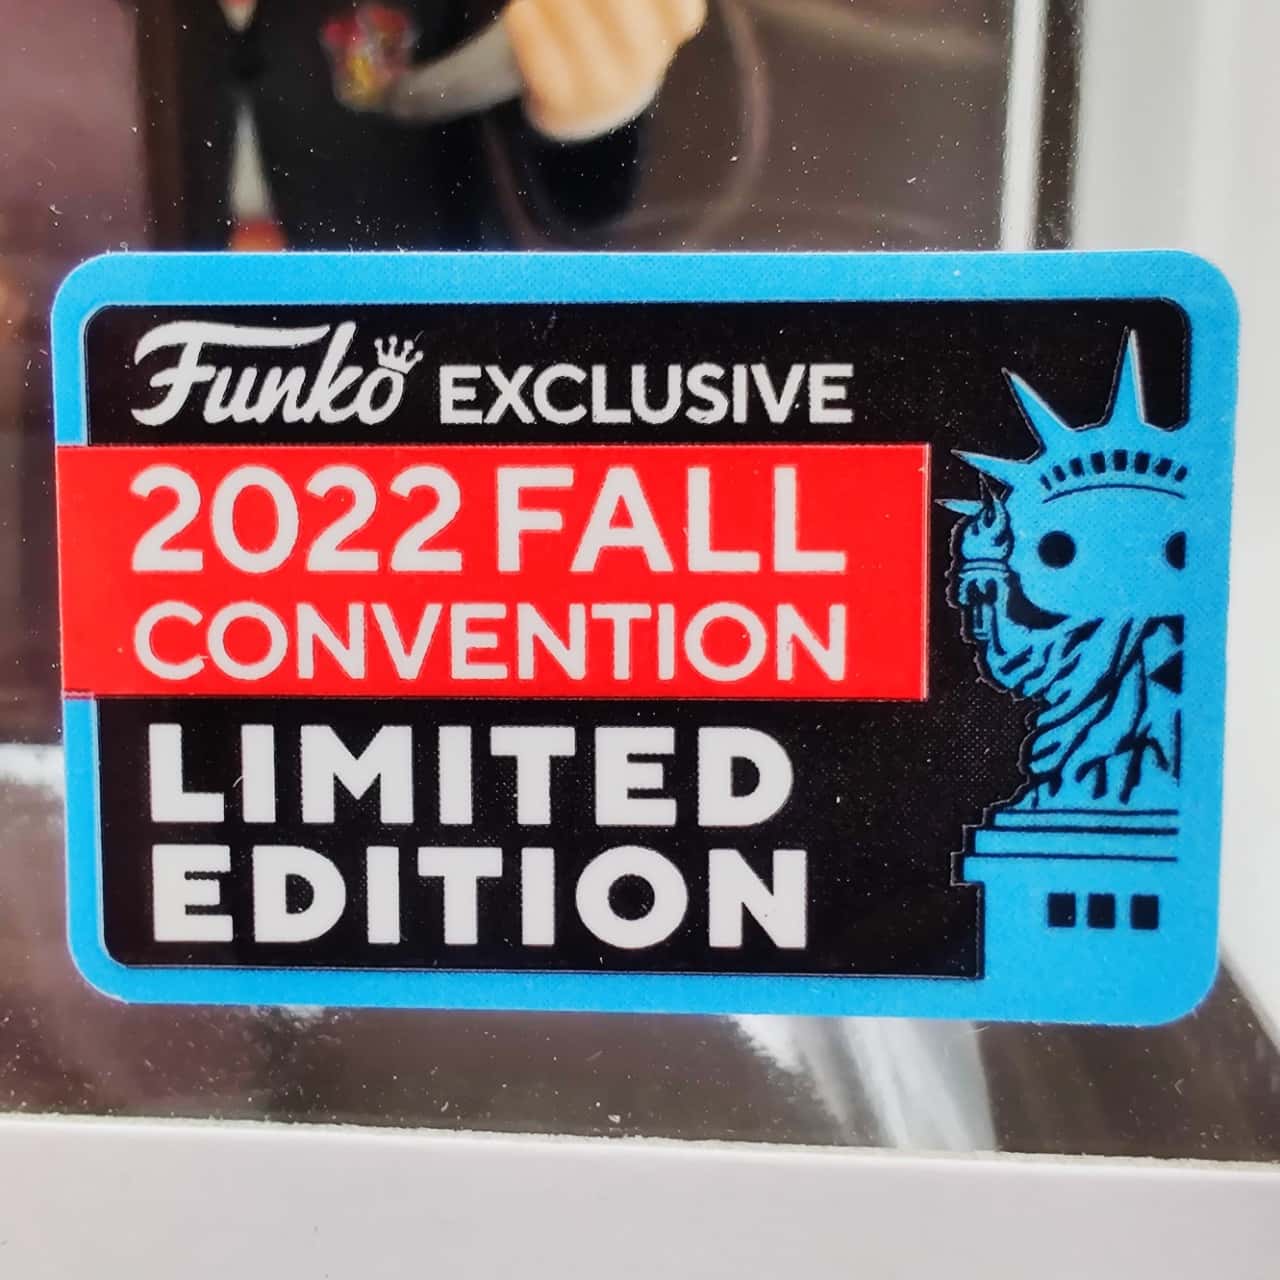 Funko EXCLUSIVE
2022 FALL
CONVENTION
LIMITED
EDITION